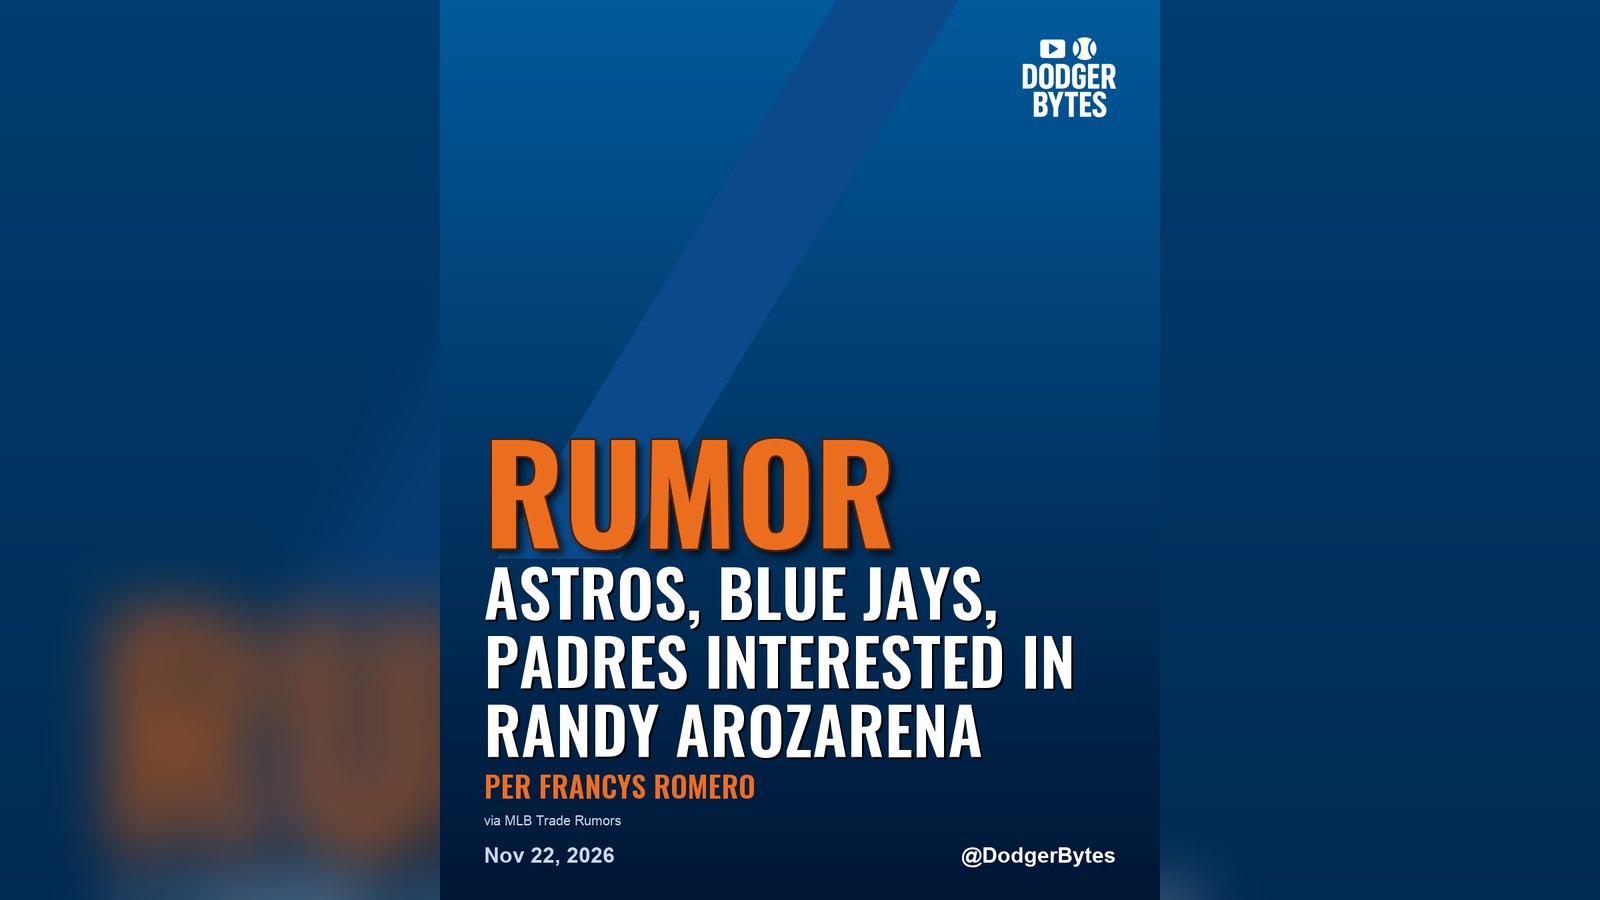 DODGER
BYTES
RUMOR
ASTROS, BLUE JAYS,
PADRES INTERESTED IN
RANDY AROZARENA
PER FRANCYS ROMERO
via MLB Trade Rumors
Nov 22, 2026
@DodgerBytes